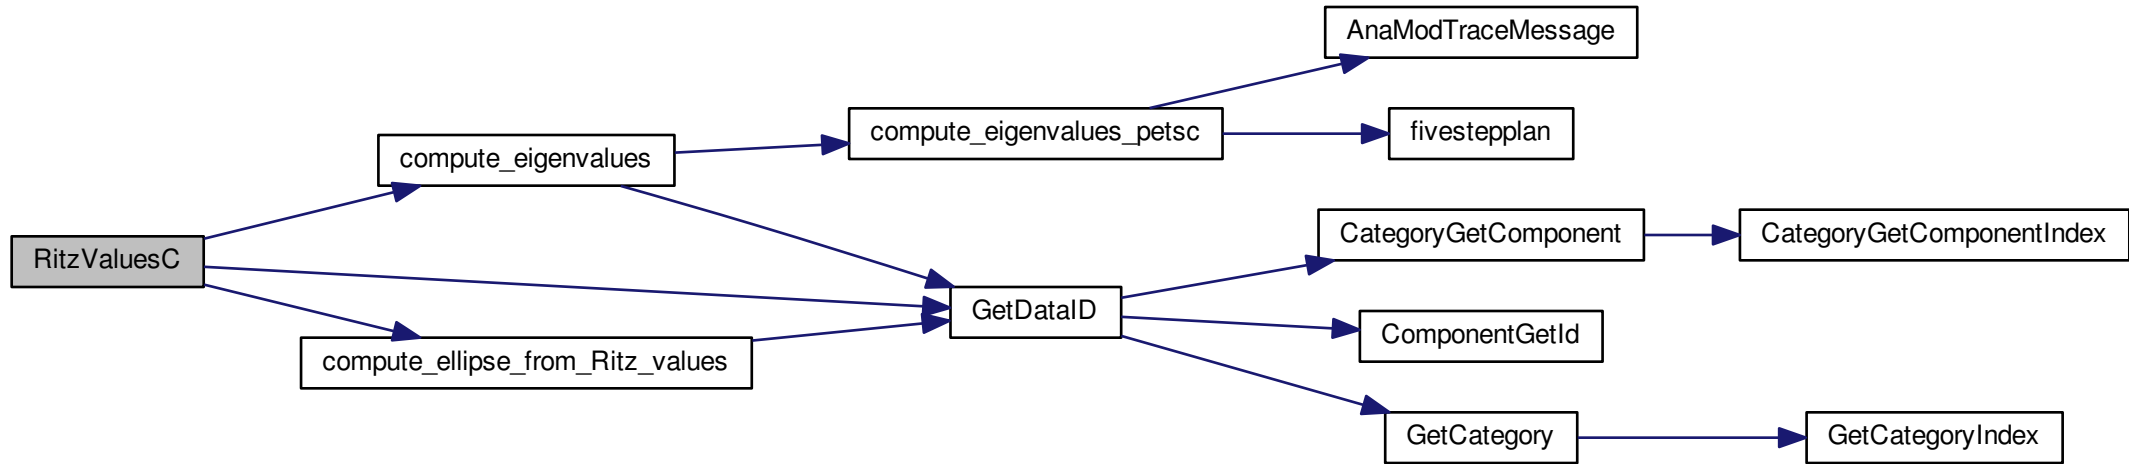 AnaModTraceMessage
compute_eigenvalues_petsc
fivestepplan
compute_eigenvalues
CategoryGetComponent
CategoryGetComponentIndex
RitzValuesC
GetDataID
ComponentGetId
compute_ellipse_from_Ritz_values
GetCategory
GetCategoryIndex